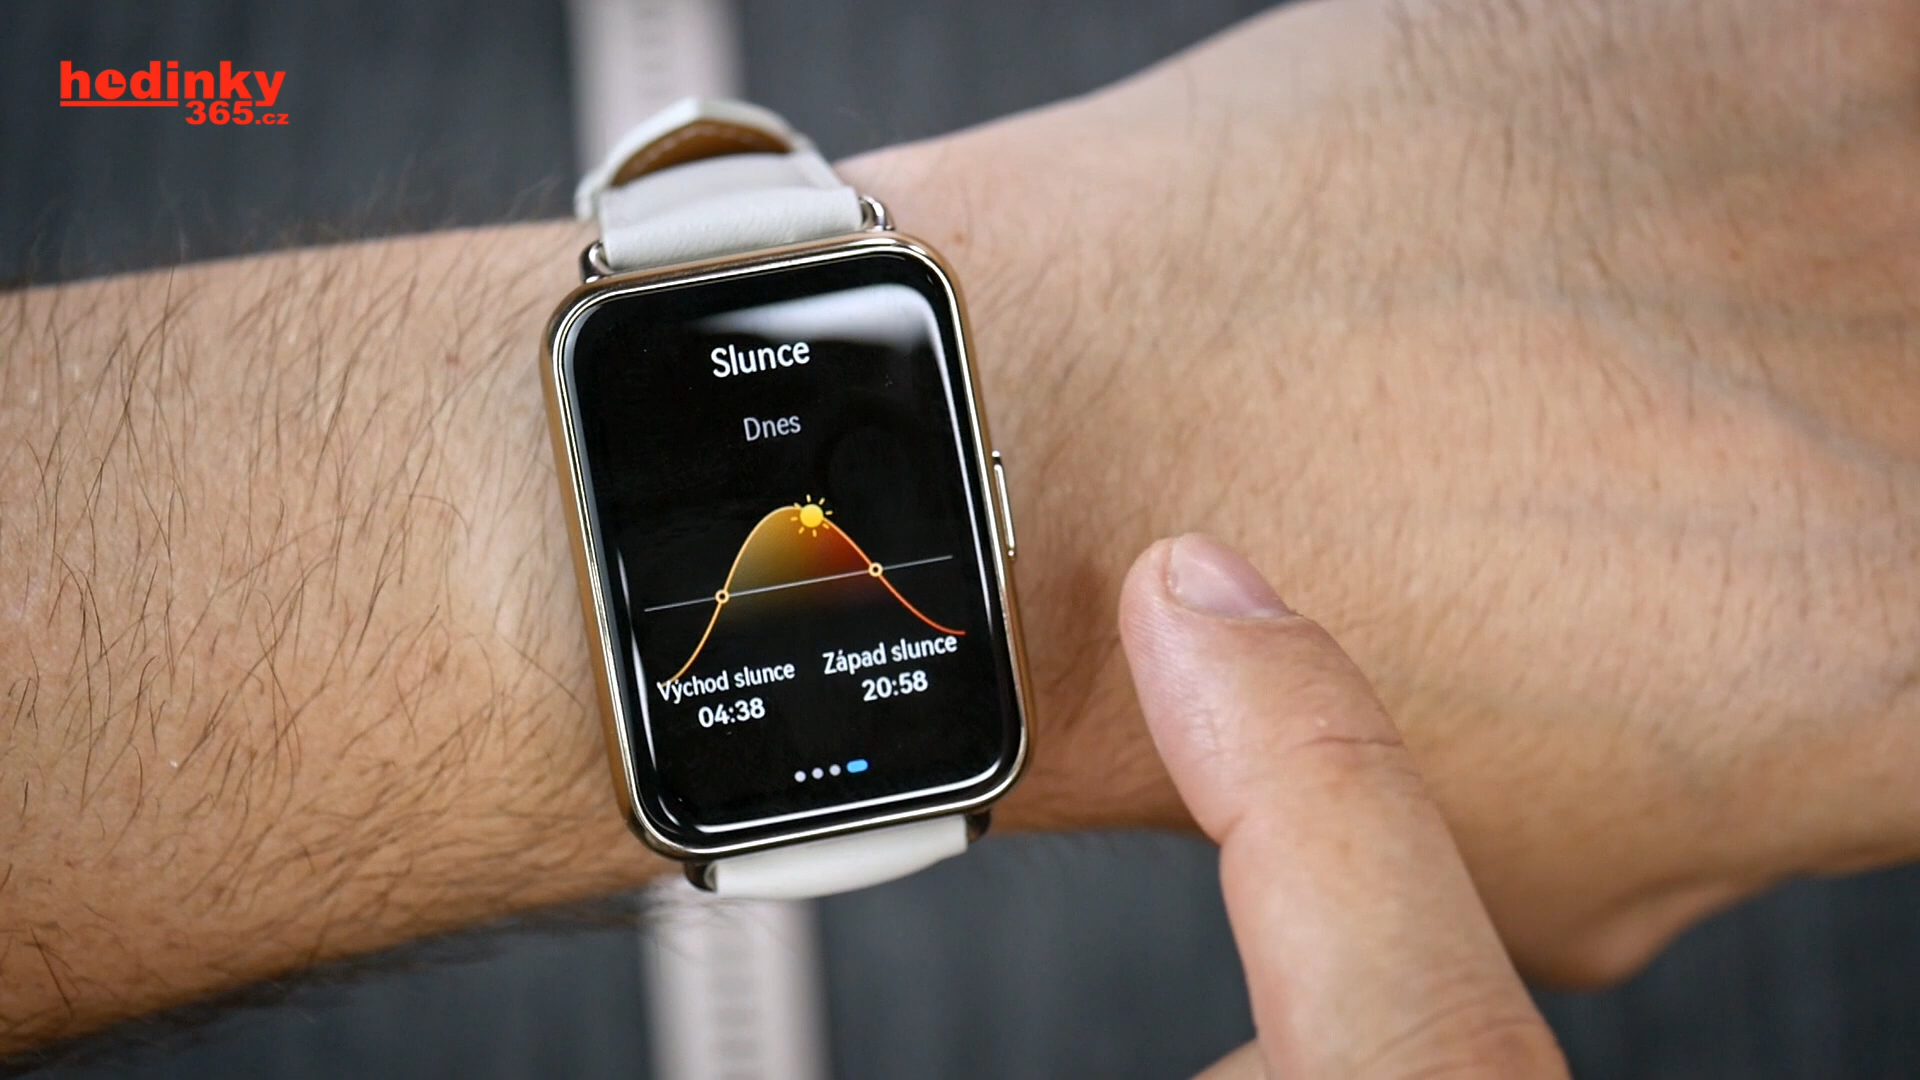 hodinky
365.cz
Slunce
Dnes
Východ slunce
04:38
Západ slunce
20:58